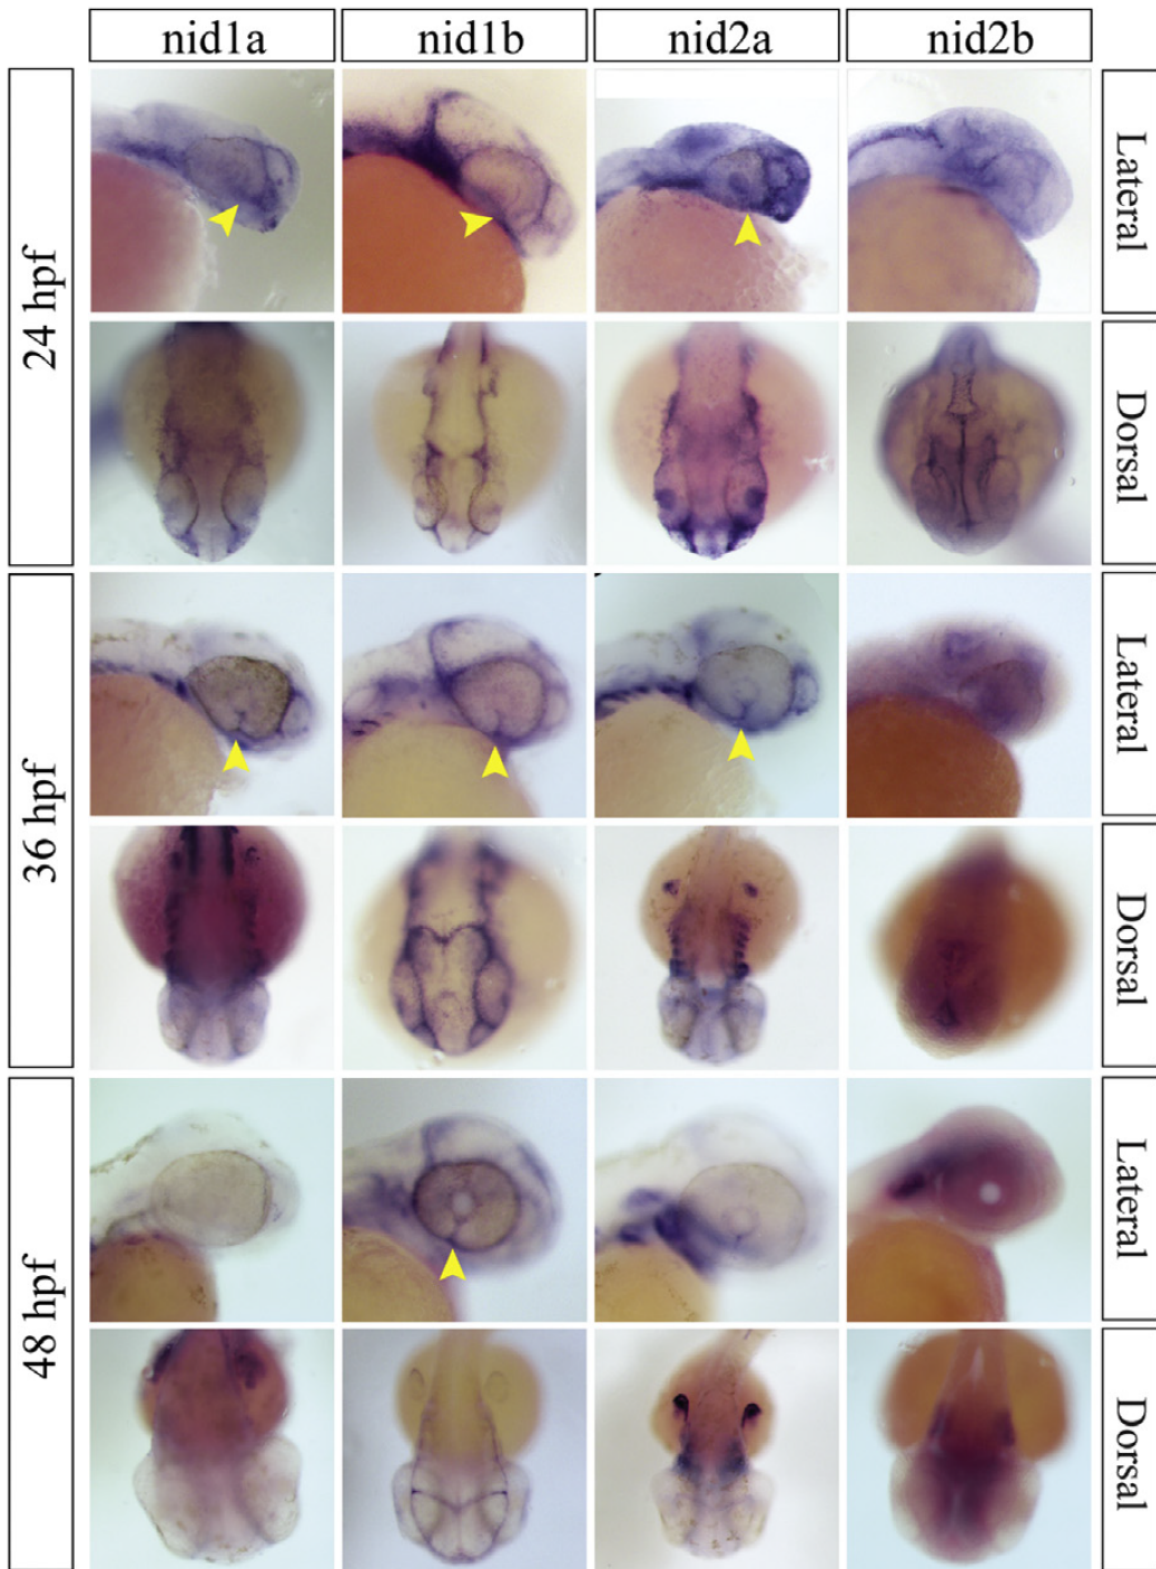 nid1a nid1b nid2a nid2b
24 hpf
Lateral
Dorsal
36 hpf
Lateral
Dorsal
48 hpf
Lateral
Dorsal